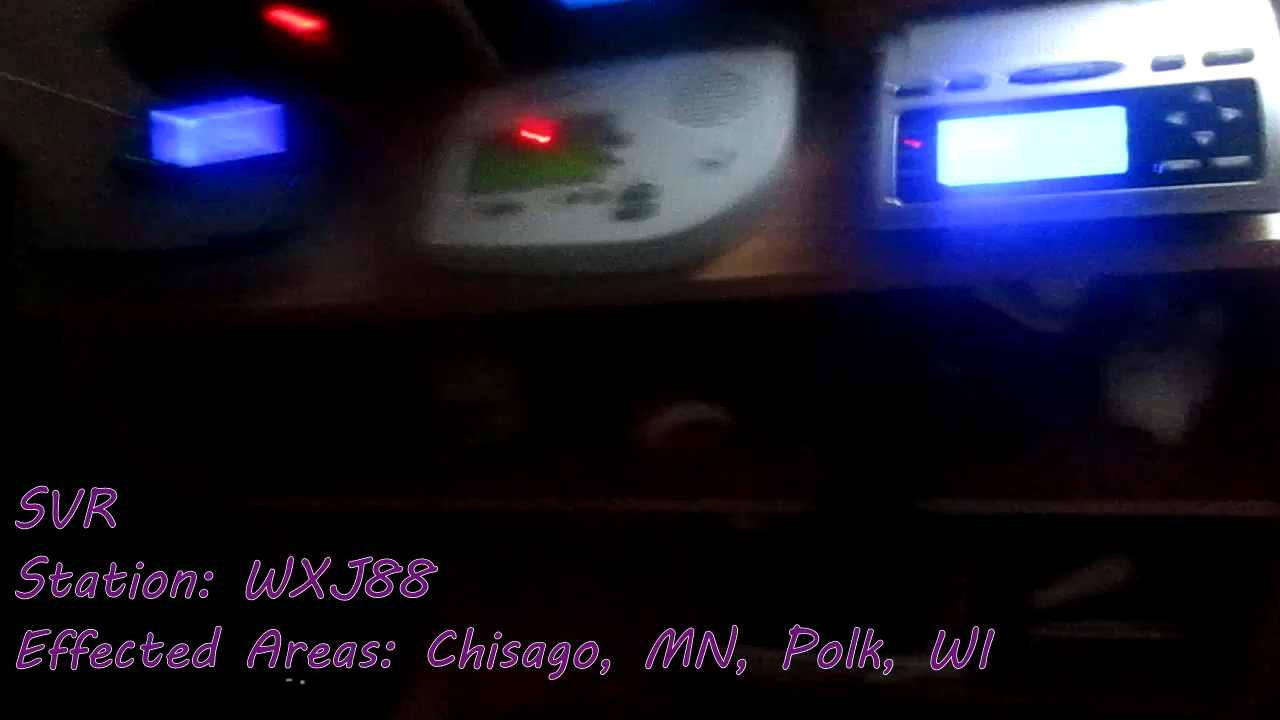 SVR
Station: WXJ88
Effected Areas: Chisago, MN, Polk, WI